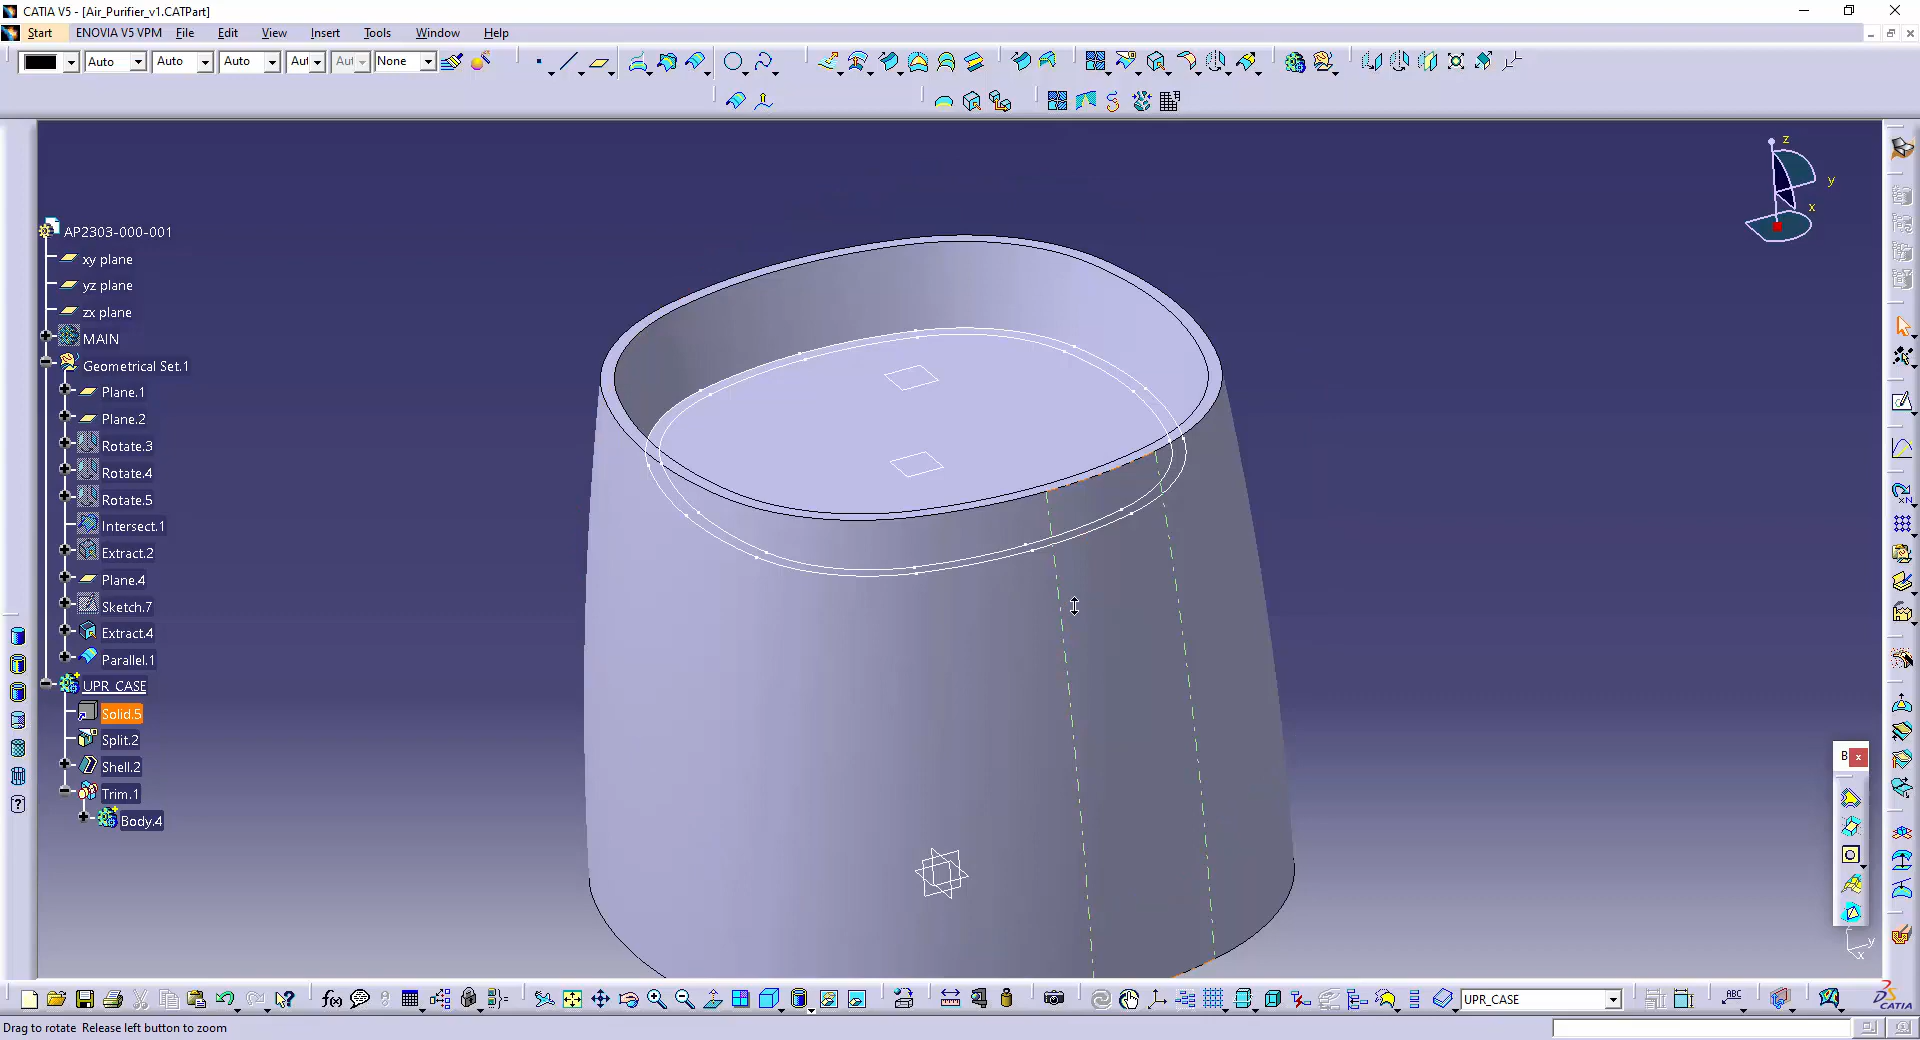 CATIA V5 - [Air_Purifier_v1.CATPart]
Start ENOVIA V5 VPM File Edit View Insert Tools Window Help
Auto Auto Auto Aut Aut None
z
y
x
AP2303-000-001
xy plane
yz plane
zx plane
MAIN
Geometrical Set.1
Plane.1
Plane.2
Rotate.3
Rotate.4
Rotate.5
Intersect.1
Extract.2
Plane.4
Sketch.7
Extract.4
Parallel.1
UPR_CASE
Solid.5
Split.2
Shell.2
Trim.1
Body.4
B
y
x
f(x)
UPR_CASE
ABC
CATIA
Drag to rotate Release left button to zoom